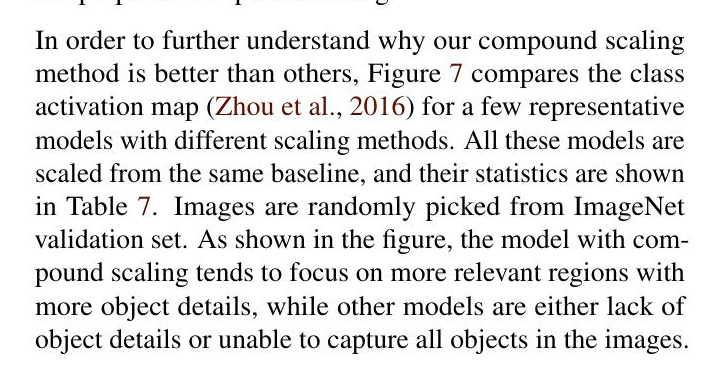 In order to further understand why our compound scaling
method is better than others, Figure 7 compares the class
activation map (Zhou et al., 2016) for a few representative
models with different scaling methods. All these models are
scaled from the same baseline, and their statistics are shown
in Table 7. Images are randomly picked from ImageNet
validation set. As shown in the figure, the model with com-
pound scaling tends to focus on more relevant regions with
more object details, while other models are either lack of
object details or unable to capture all objects in the images.